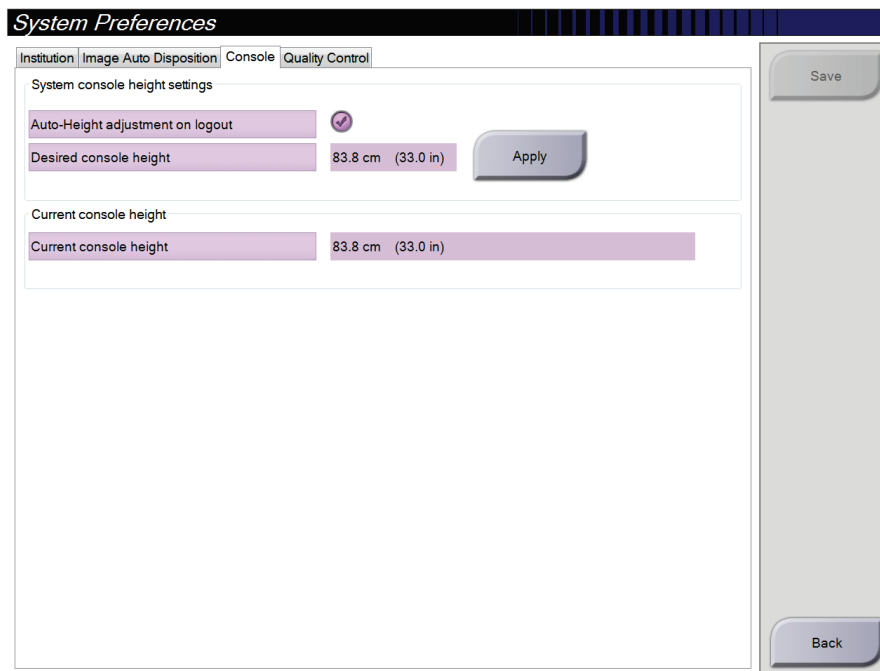 System Preferences
Institution Image Auto Disposition Console Quality Control
Save
System console height settings
Auto-Height adjustment on logout
Desired console height 83.8 cm (33.0 in) Apply
Current console height
Current console height 83.8 cm (33.0 in)
Back